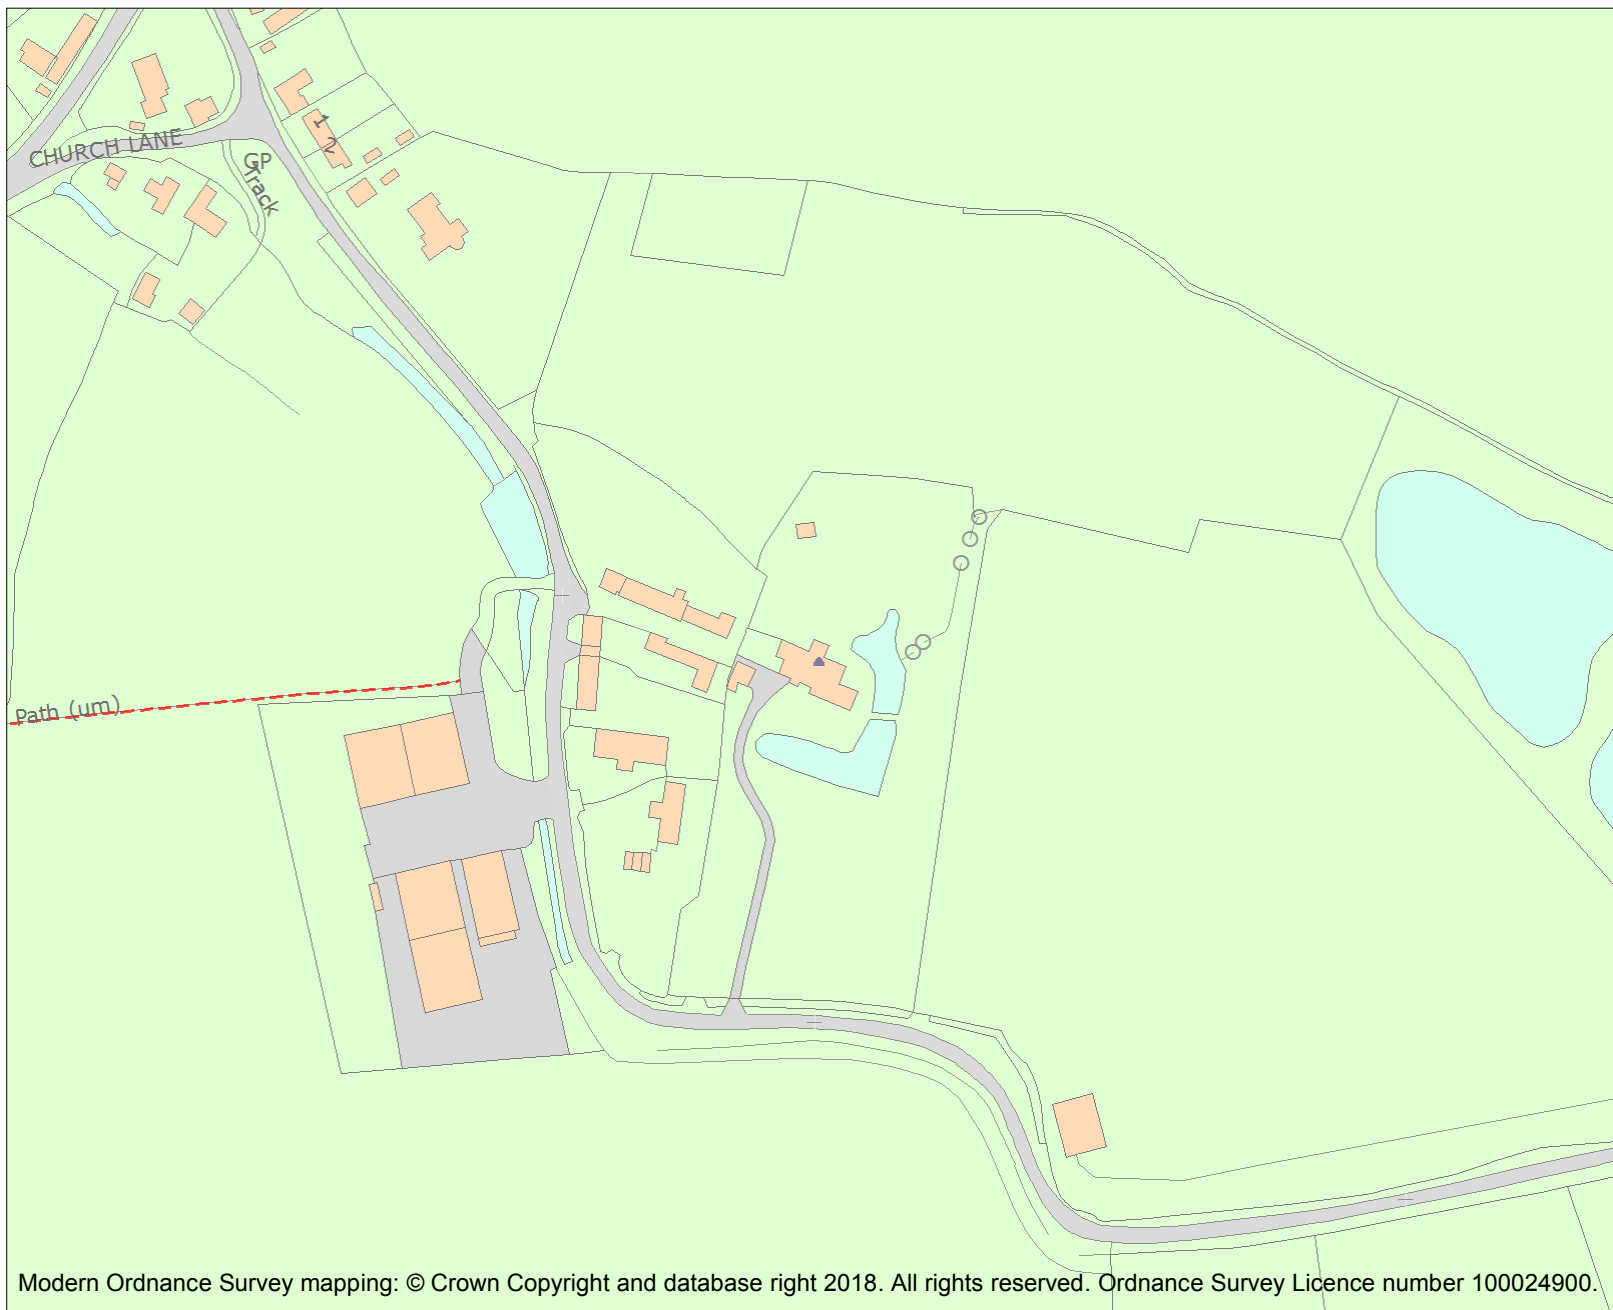 1 2
CHURCH LANE
GP
Track
Path (um)
Modern Ordnance Survey mapping: © Crown Copyright and database right 2018. All rights reserved. Ordnance Survey Licence number 100024900.